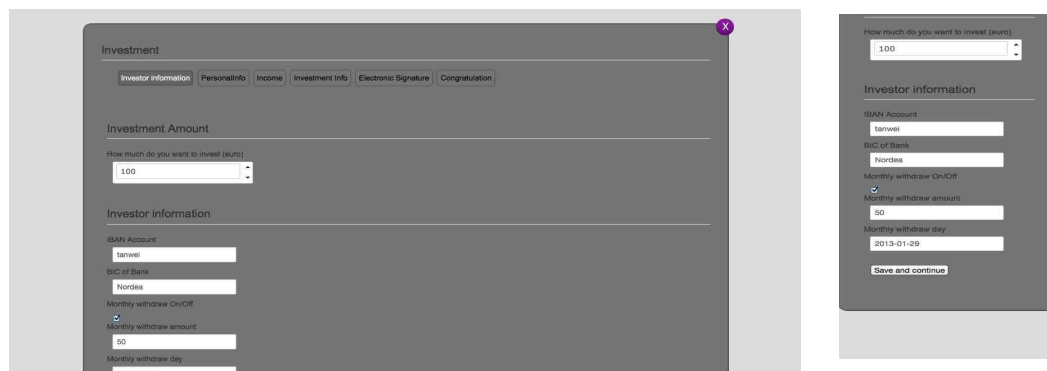 X
Investment
Investor information PersonalInfo Income Investment Info Electronic Signature Congratulation
Investment Amount
How much do you want to invest (euro)
100
Investor information
IBAN Account
tanwei
BIC of Bank
Nordea
Monthly withdraw On/Off
Monthly withdraw amount
50
Monthly withdraw day
How much do you want to invest (euro)
100
Investor information
IBAN Account
tanwei
BIC of Bank
Nordea
Monthly withdraw On/Off
Monthly withdraw amount
50
Monthly withdraw day
2013-01-29
Save and continue